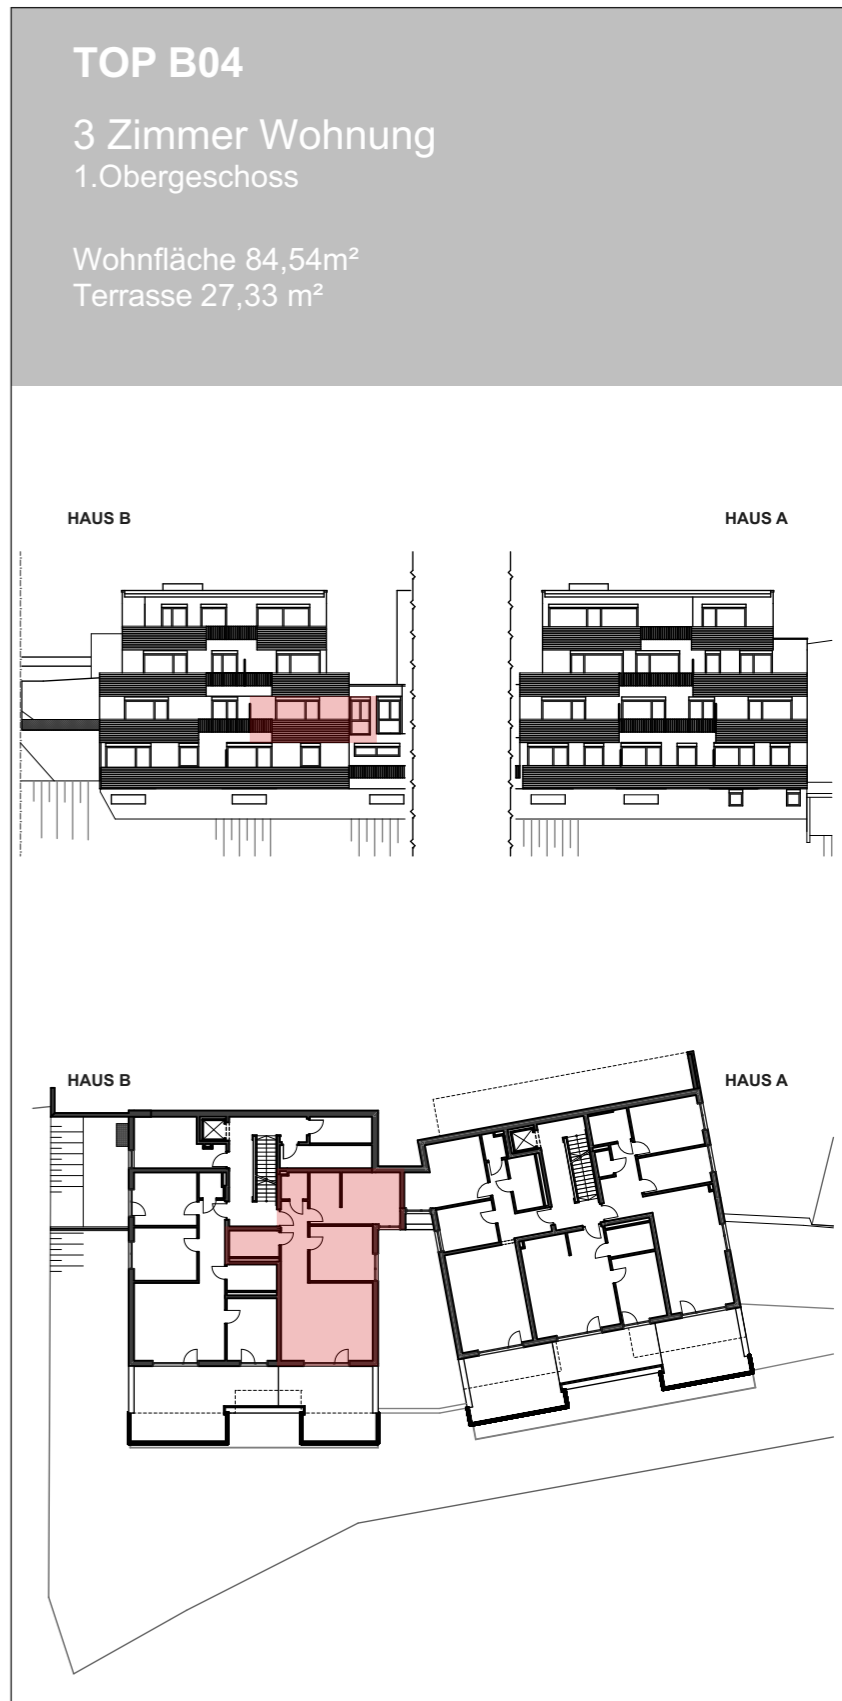 TOP B04
3 Zimmer Wohnung
1.Obergeschoss
Wohnfläche 84,54m²
Terrasse 27,33 m²
HAUS B
HAUS A
HAUS B
HAUS A